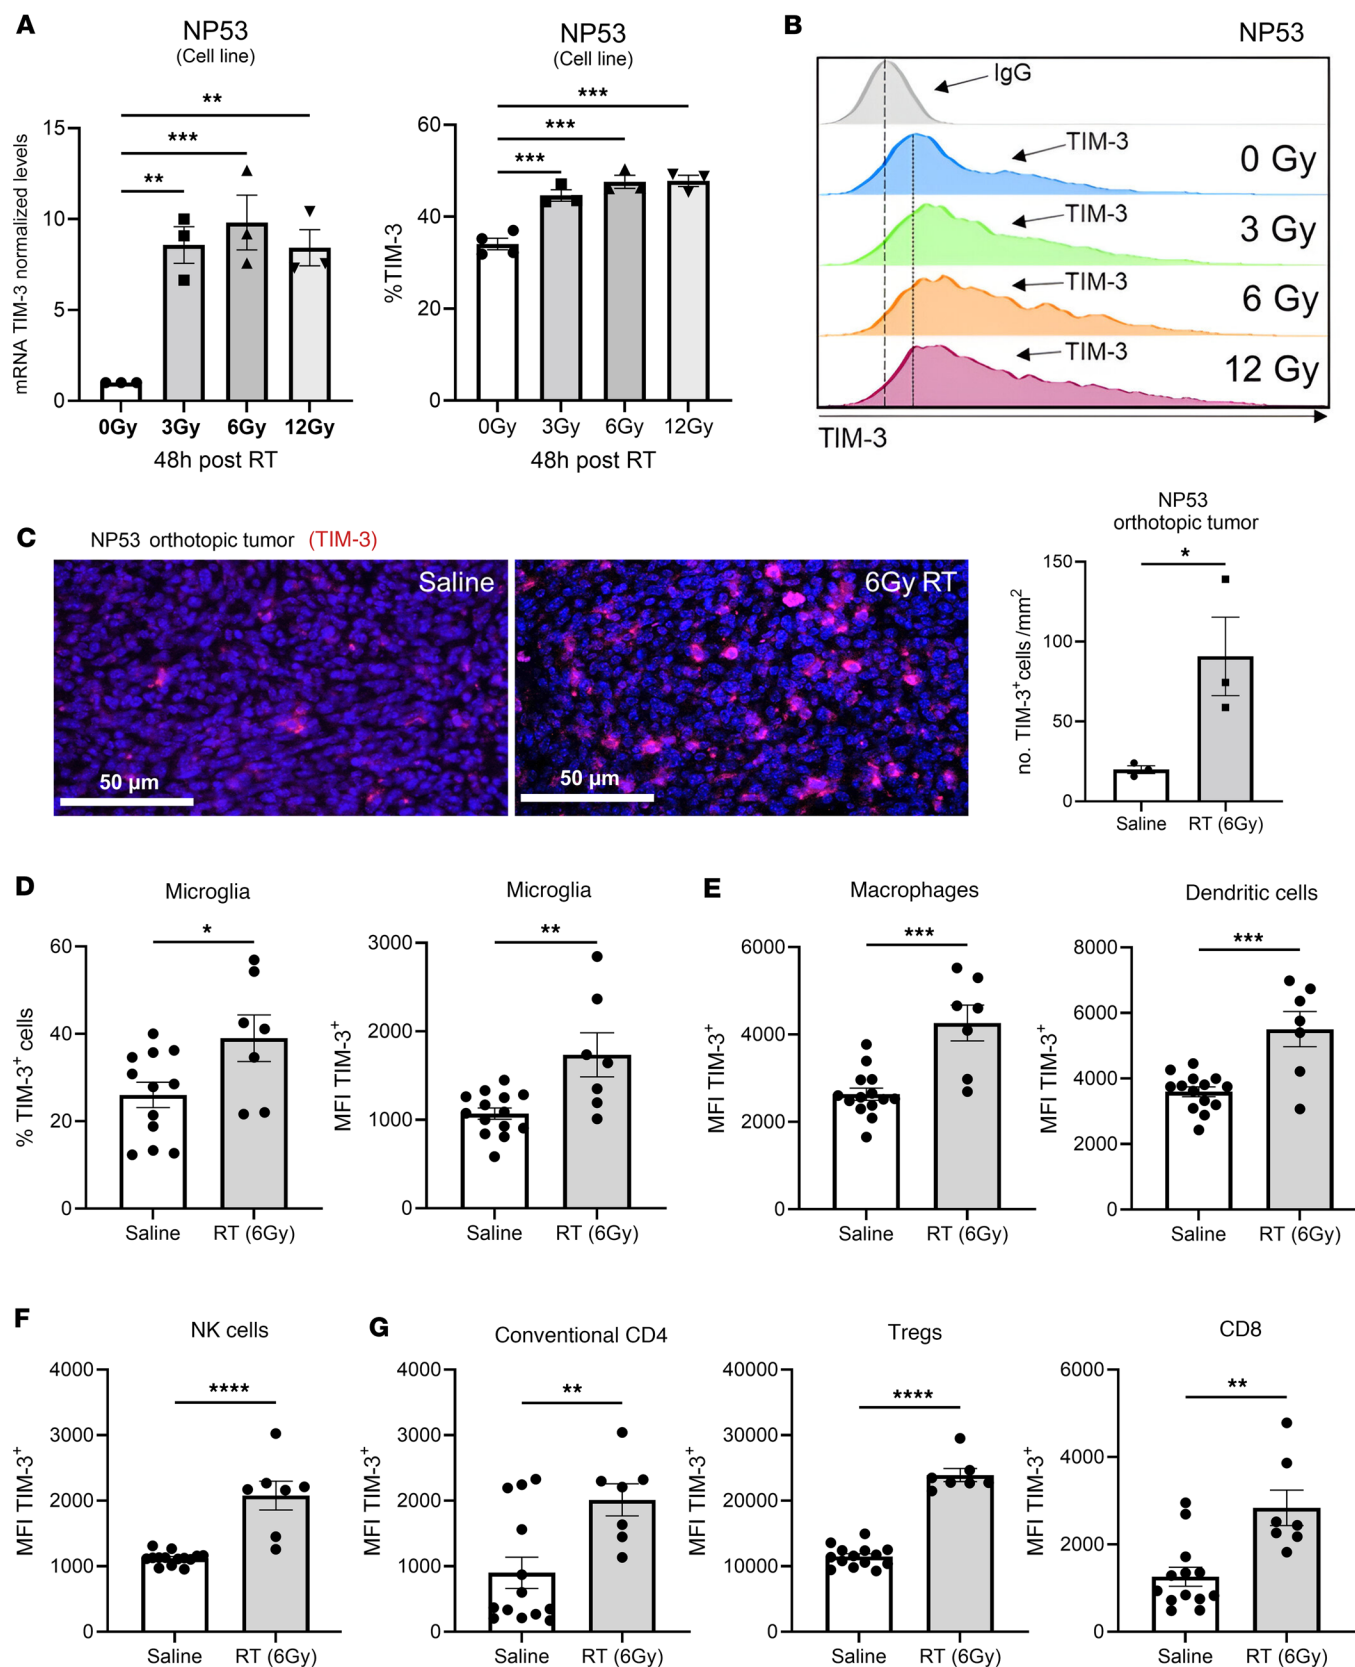 A
NP53
(Cell line)
mRNA TIM-3 normalized levels
15
10
5
0
**
***
**
0Gy 3Gy 6Gy 12Gy
48h post RT
NP53
(Cell line)
%TIM-3
60
40
20
0
***
***
***
0Gy 3Gy 6Gy 12Gy
48h post RT
B
NP53
IgG
TIM-3
0 Gy
TIM-3
3 Gy
TIM-3
6 Gy
TIM-3
12 Gy
TIM-3
C
NP53 orthotopic tumor (TIM-3)
Saline
50 µm
6Gy RT
50 µm
NP53
orthotopic tumor
no. TIM-3+cells /mm2
150
100
50
0
*
Saline RT (6Gy)
D
Microglia
% TIM-3+ cells
60
40
20
0
*
Saline RT (6Gy)
Microglia
MFI TIM-3+
3000
2000
1000
0
**
Saline RT (6Gy)
E
Macrophages
MFI TIM-3+
6000
4000
2000
0
***
Saline RT (6Gy)
Dendritic cells
MFI TIM-3+
8000
6000
4000
2000
0
***
Saline RT (6Gy)
F
NK cells
MFI TIM-3+
4000
3000
2000
1000
0
****
Saline RT (6Gy)
G
Conventional CD4
MFI TIM-3+
4000
3000
2000
1000
0
**
Saline RT (6Gy)
Tregs
MFI TIM-3+
40000
30000
20000
10000
0
****
Saline RT (6Gy)
CD8
MFI TIM-3+
6000
4000
2000
0
**
Saline RT (6Gy)